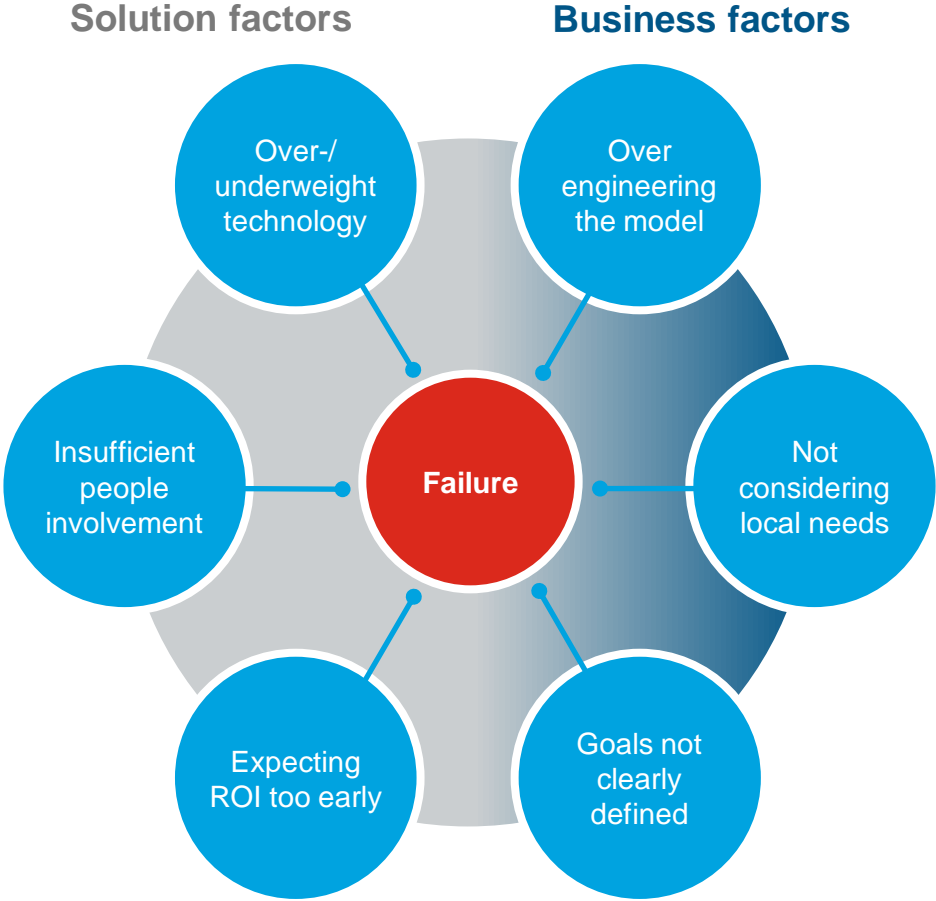 Solution factors
Business factors
Over-/
underweight
technology
Over
engineering
the model
Insufficient
people
involvement
Failure
Not
considering
local needs
Expecting
ROI too early
Goals not
clearly
defined